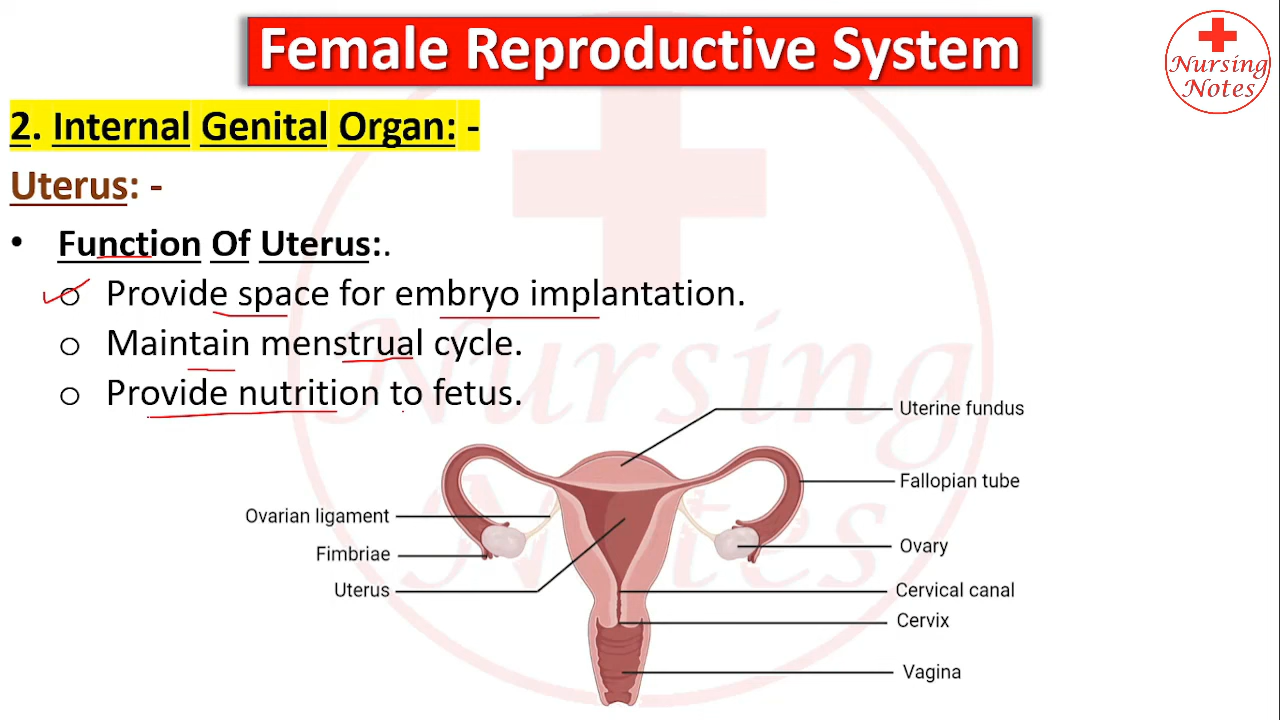 Female Reproductive System
Nursing
Notes
2. Internal Genital Organ: -
Uterus: -
• Function Of Uterus:.
o Provide space for embryo implantation.
o Maintain menstrual cycle.
o Provide nutrition to fetus.
Nursing
Notes
Uterine fundus
Fallopian tube
Ovarian ligament
Ovary
Fimbriae
Uterus
Cervical canal
Cervix
Vagina